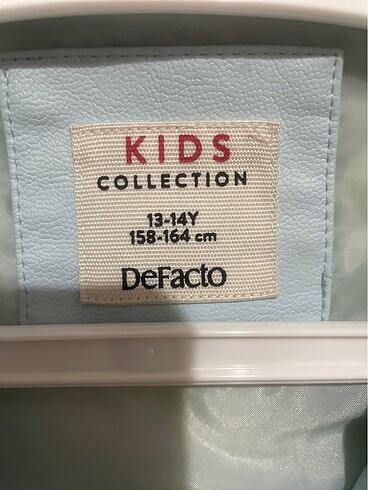 KIDS
COLLECTION
13-14Y
158-164 cm
DeFacto